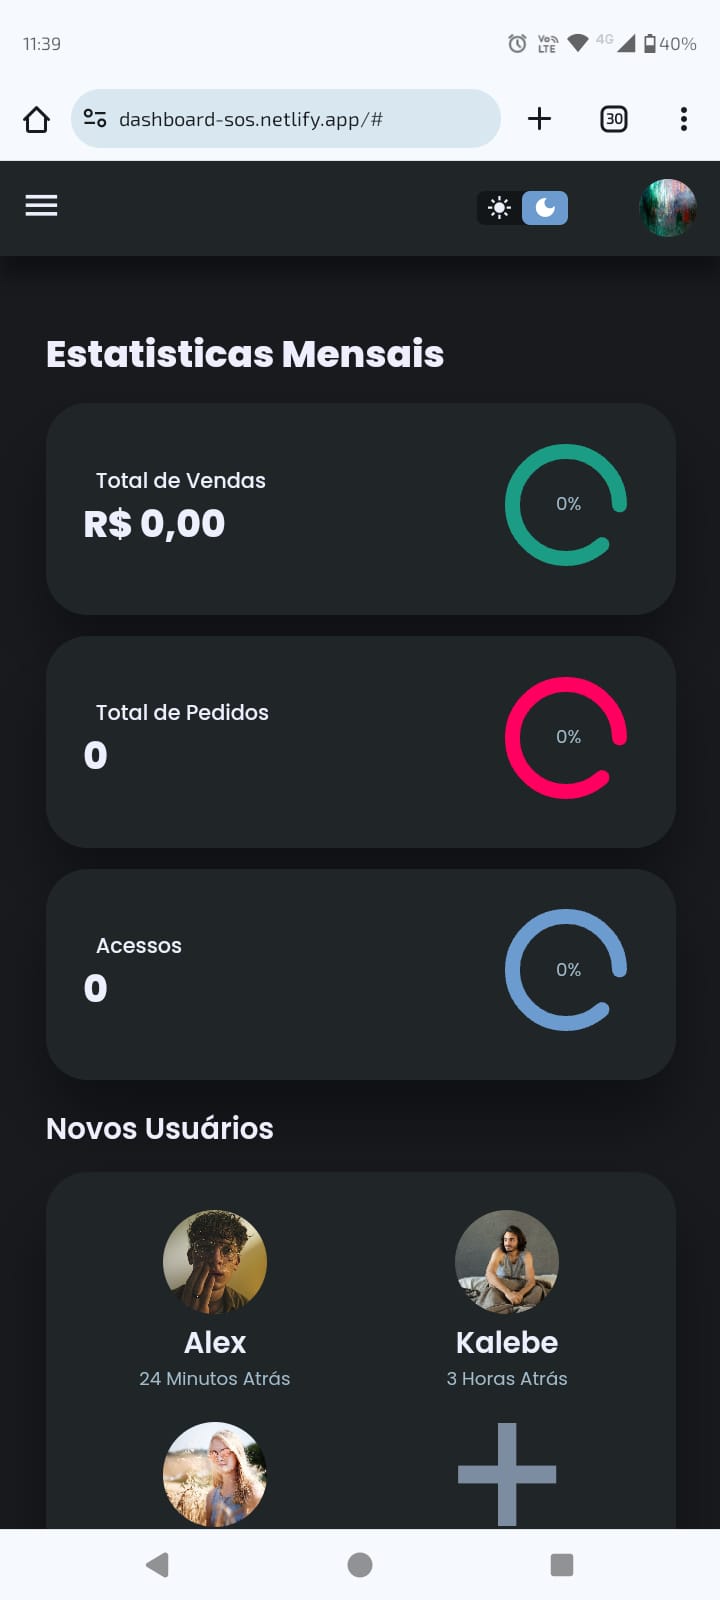 11:39
Vo LTE 4G 40%
dashboard-sos.netlify.app/#
30
Estatisticas Mensais
Total de Vendas
R$ 0,00
0%
Total de Pedidos
0
0%
Acessos
0
0%
Novos Usuários
Alex
Kalebe
24 Minutos Atrás
3 Horas Atrás